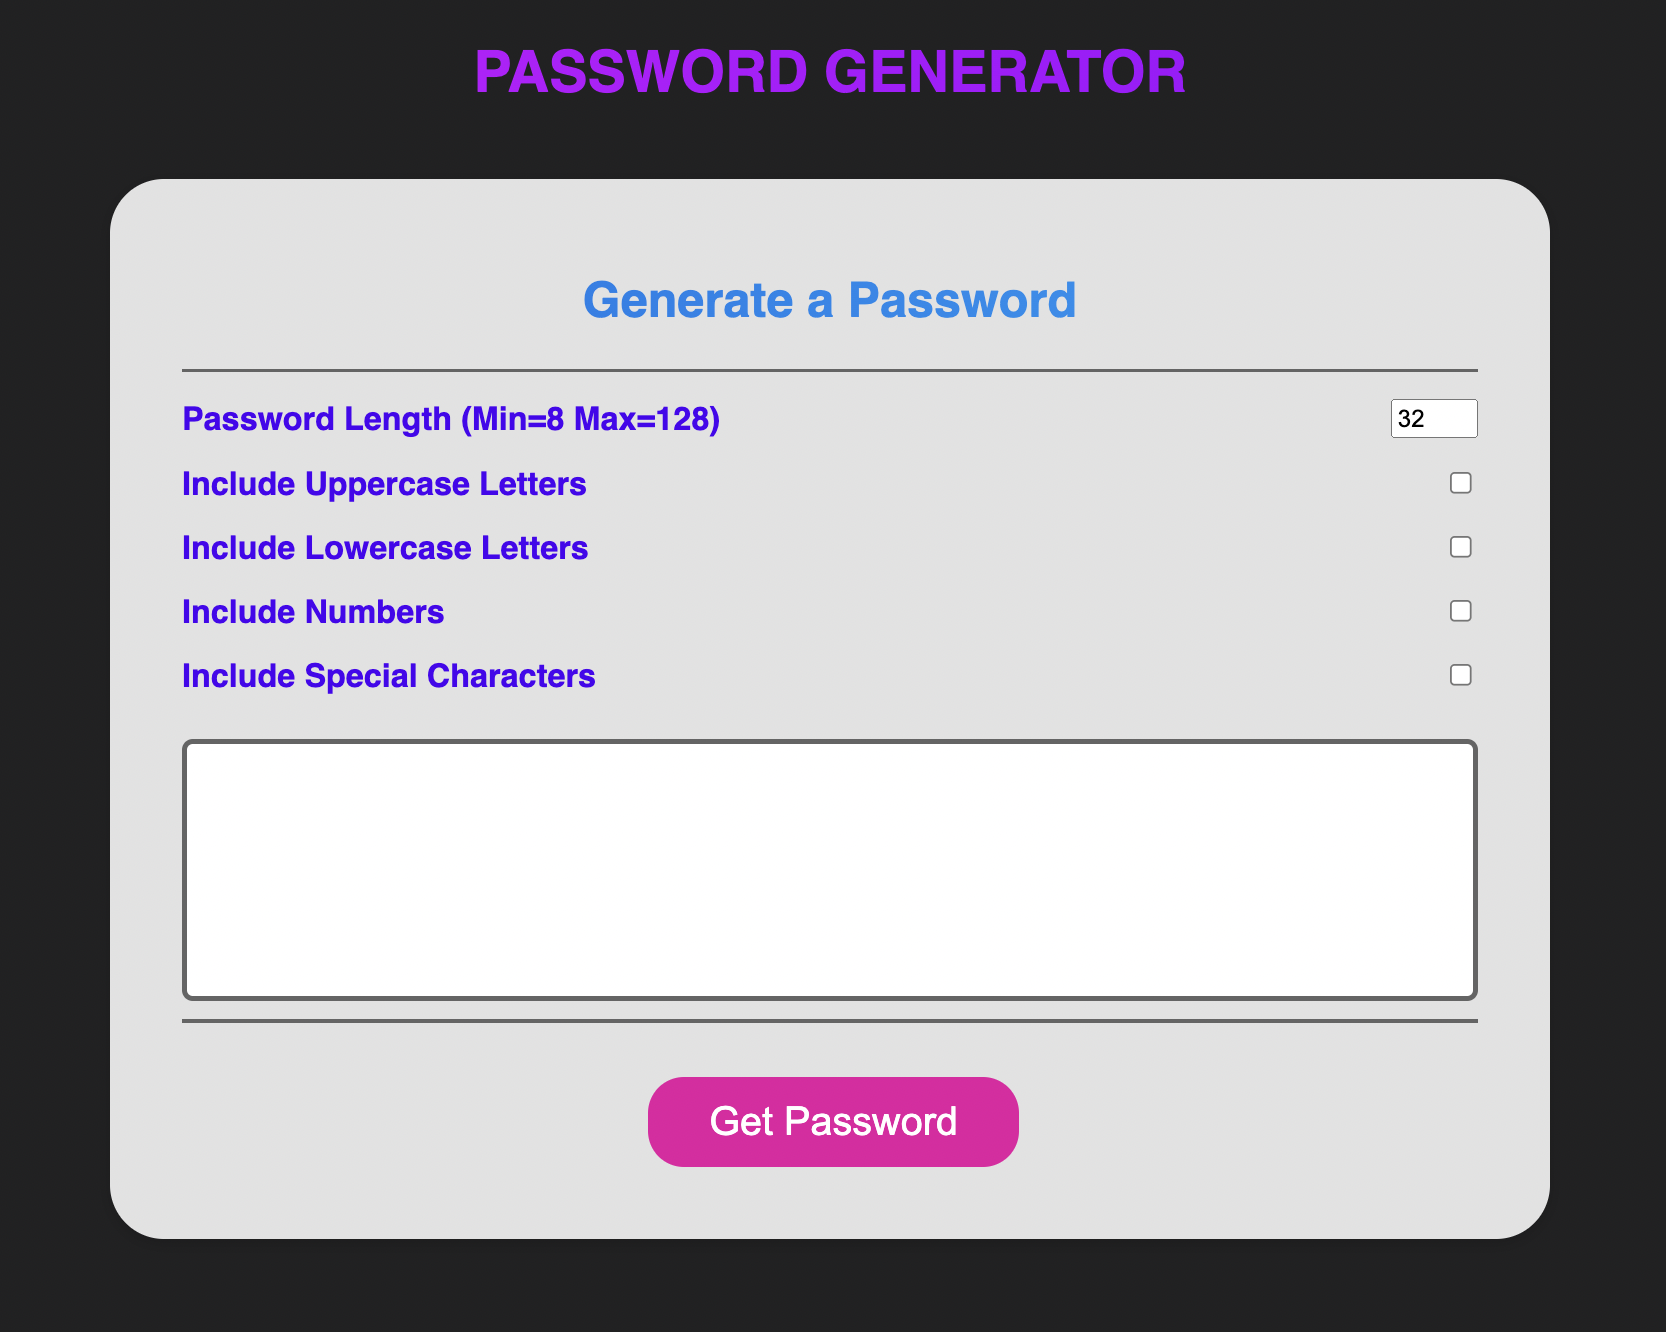 PASSWORD GENERATOR
Generate a Password
Password Length (Min=8 Max=128) 32
Include Uppercase Letters
Include Lowercase Letters
Include Numbers
Include Special Characters
Get Password